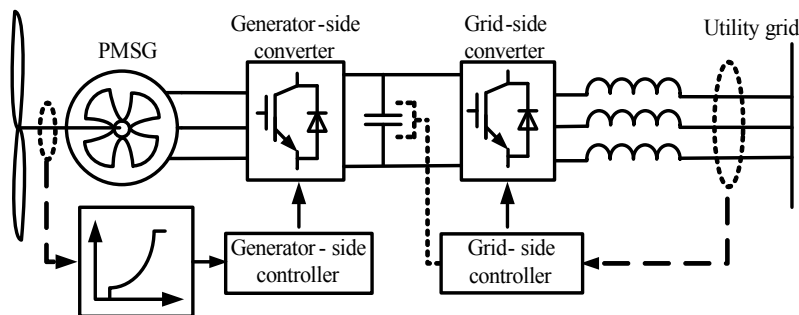 PMSG
Generator-side
converter
Grid-side
converter
Utility grid
Generator - side
controller
Grid- side
controller